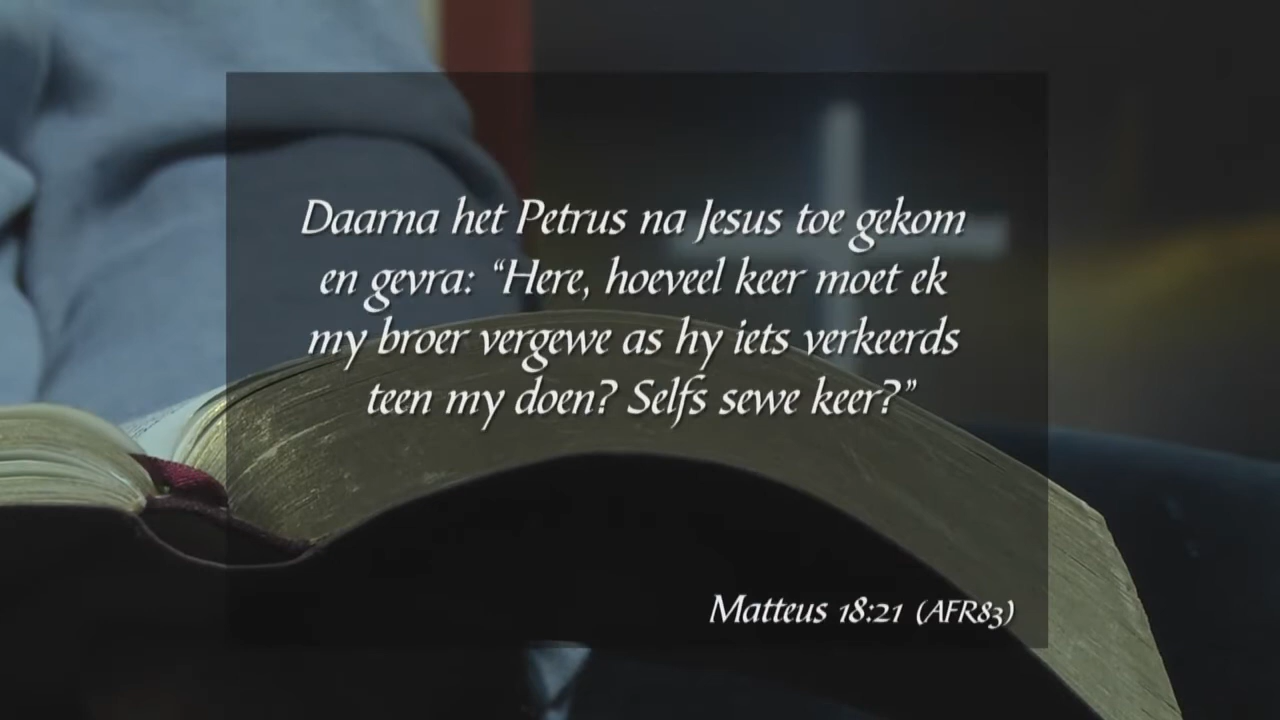 Daarna het Petrus na Jesus toe gekom
en gevra: “Here, hoeveel keer moet ek
my broer vergewe as hy iets verkeerds
teen my doen? Selfs sewe keer?”
Matteus 18:21 (AFR83)